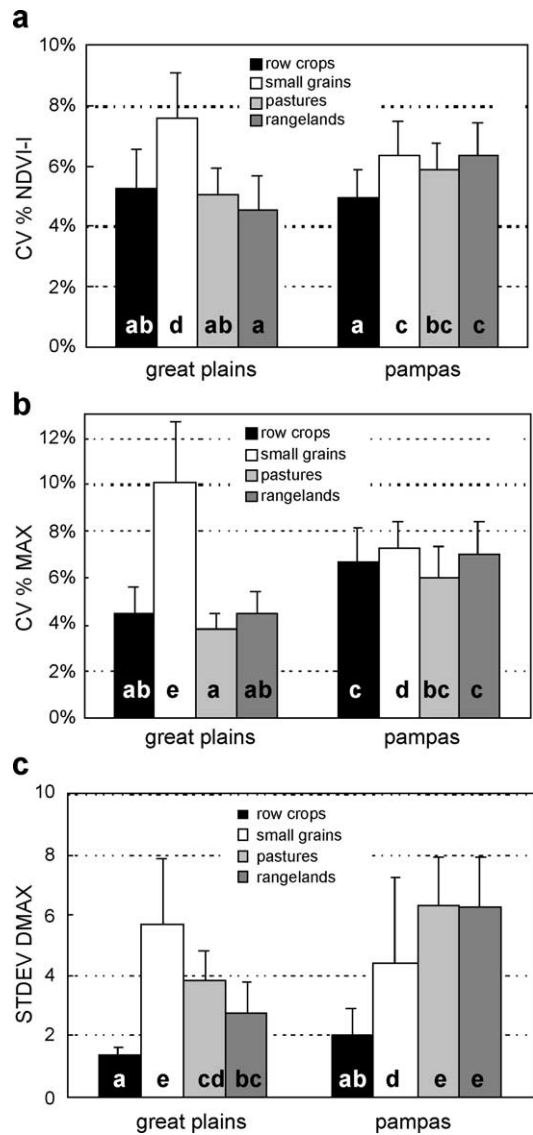 a
10%
8%
6%
4%
2%
0%
CV % NDVI-I
row crops
small grains
pastures
rangelands
ab d ab a a c bc c
great plains pampas
b
12%
10%
8%
6%
4%
2%
0%
CV % MAX
row crops
small grains
pastures
rangelands
ab e a ab c d bc c
great plains pampas
c
10
8
6
4
2
0
STDEV DMAX
row crops
small grains
pastures
rangelands
a e cd bc ab d e e
great plains pampas